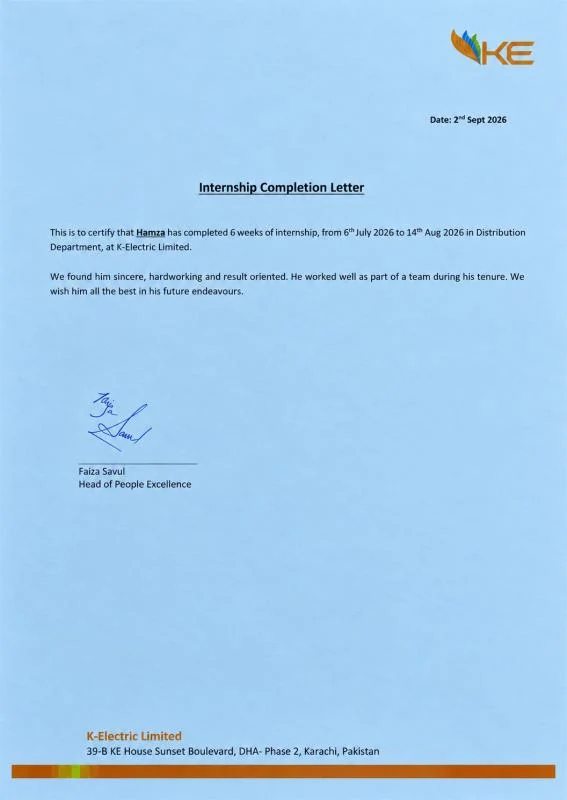 KE
Date: 2nd Sept 2026
Internship Completion Letter
This is to certify that Hamza has completed 6 weeks of internship, from 6th July 2026 to 14th Aug 2026 in Distribution
Department, at K-Electric Limited.
We found him sincere, hardworking and result oriented. He worked well as part of a team during his tenure. We
wish him all the best in his future endeavours.
Faiza
Savul
Faiza Savul
Head of People Excellence
K-Electric Limited
39-B KE House Sunset Boulevard, DHA- Phase 2, Karachi, Pakistan